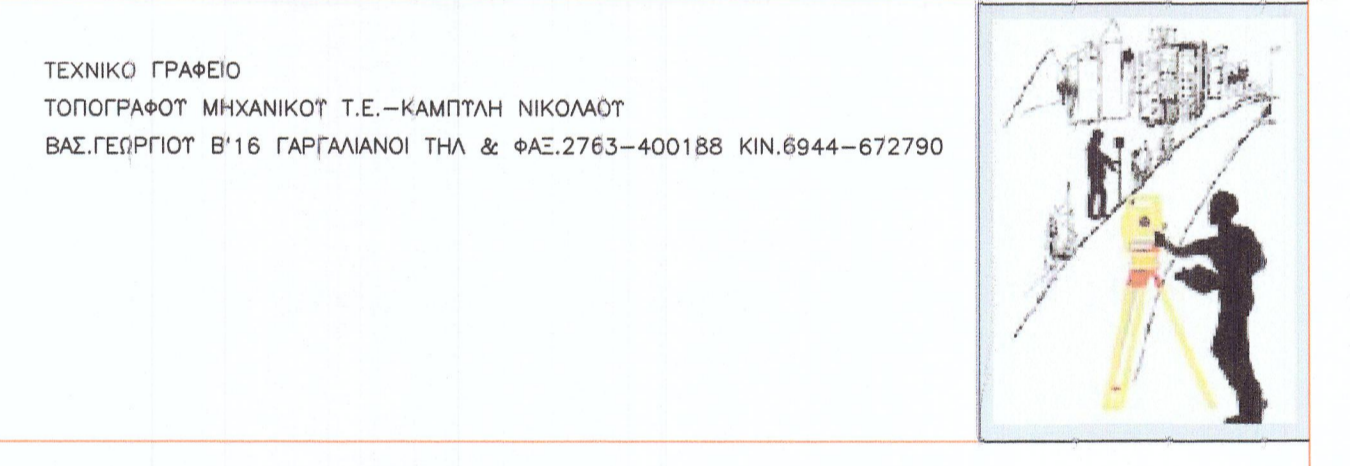 ΤΕΧΝΙΚΟ ΓΡΑΦΕΙΟ
ΤΟΠΟΓΡΑΦΟΥ ΜΗΧΑΝΙΚΟΥ Τ.Ε.-ΚΑΜΠΥΛΗ ΝΙΚΟΛΑΟΥ
ΒΑΣ.ΓΕΩΡΓΙΟΥ Β'16 ΓΑΡΓΑΛΙΑΝΟΙ ΤΗΛ & ΦΑΞ.2763-400188 ΚΙΝ.6944-672790